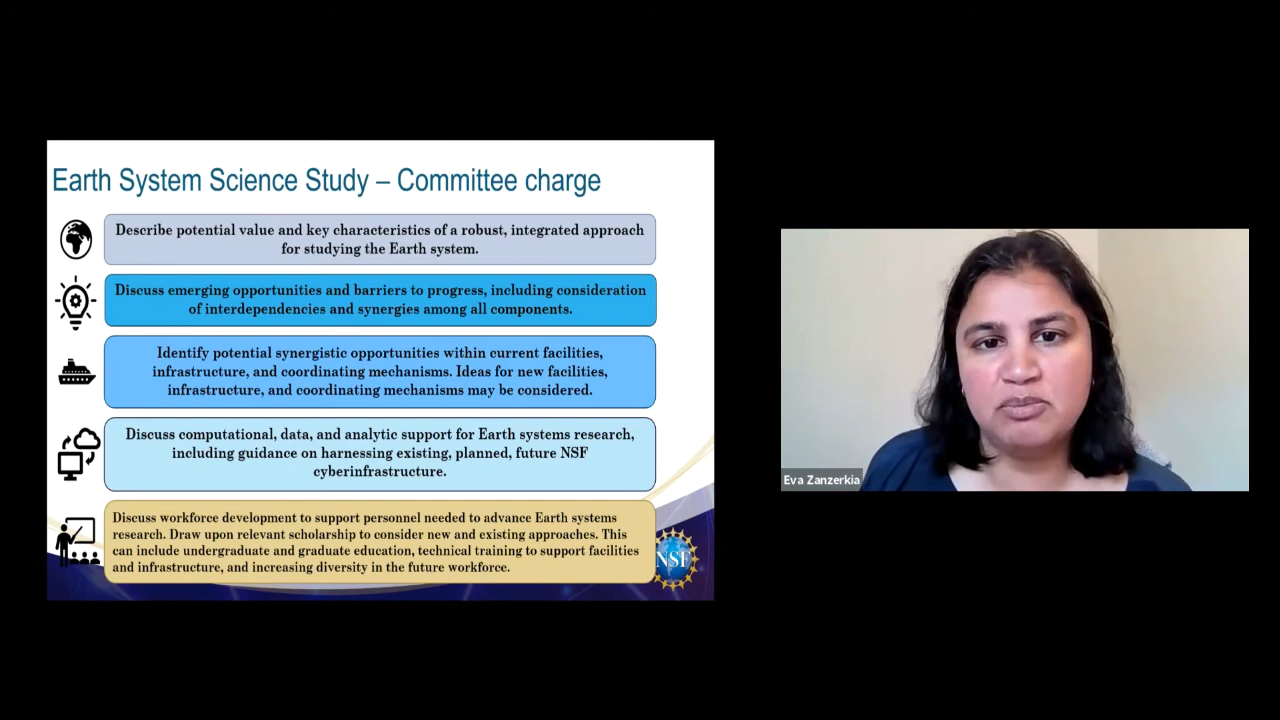 Earth System Science Study – Committee charge
Describe potential value and key characteristics of a robust, integrated approach
for studying the Earth system.
Discuss emerging opportunities and barriers to progress, including consideration
of interdependencies and synergies among all components.
Identify potential synergistic opportunities within current facilities,
infrastructure, and coordinating mechanisms. Ideas for new facilities,
infrastructure, and coordinating mechanisms may be considered.
Discuss computational, data, and analytic support for Earth systems research,
including guidance on harnessing existing, planned, future NSF
cyberinfrastructure.
Discuss workforce development to support personnel needed to advance Earth systems
research. Draw upon relevant scholarship to consider new and existing approaches. This
can include undergraduate and graduate education, technical training to support facilities
and infrastructure, and increasing diversity in the future workforce.
NSF
Eva Zanzerkia